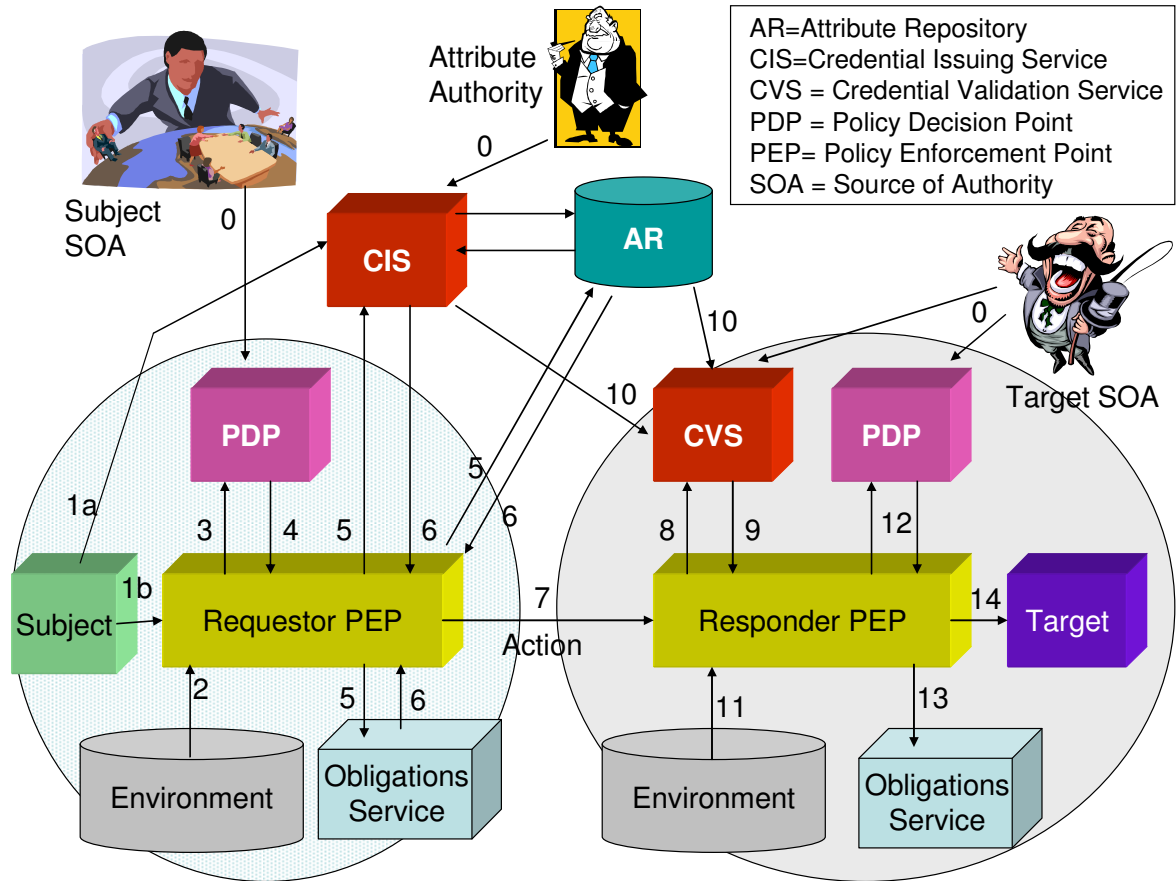 Attribute
Authority
AR=Attribute Repository
CIS=Credential Issuing Service
CVS = Credential Validation Service
PDP = Policy Decision Point
PEP= Policy Enforcement Point
SOA = Source of Authority
0
Subject
SOA
0
CIS
AR
10
0
Target SOA
10
PDP
CVS
PDP
1a
3
4
5
6
5
6
8
9
12
1b
Subject
Requestor PEP
7
Action
Responder PEP
14
Target
2
5
6
11
13
Environment
Obligations
Service
Environment
Obligations
Service